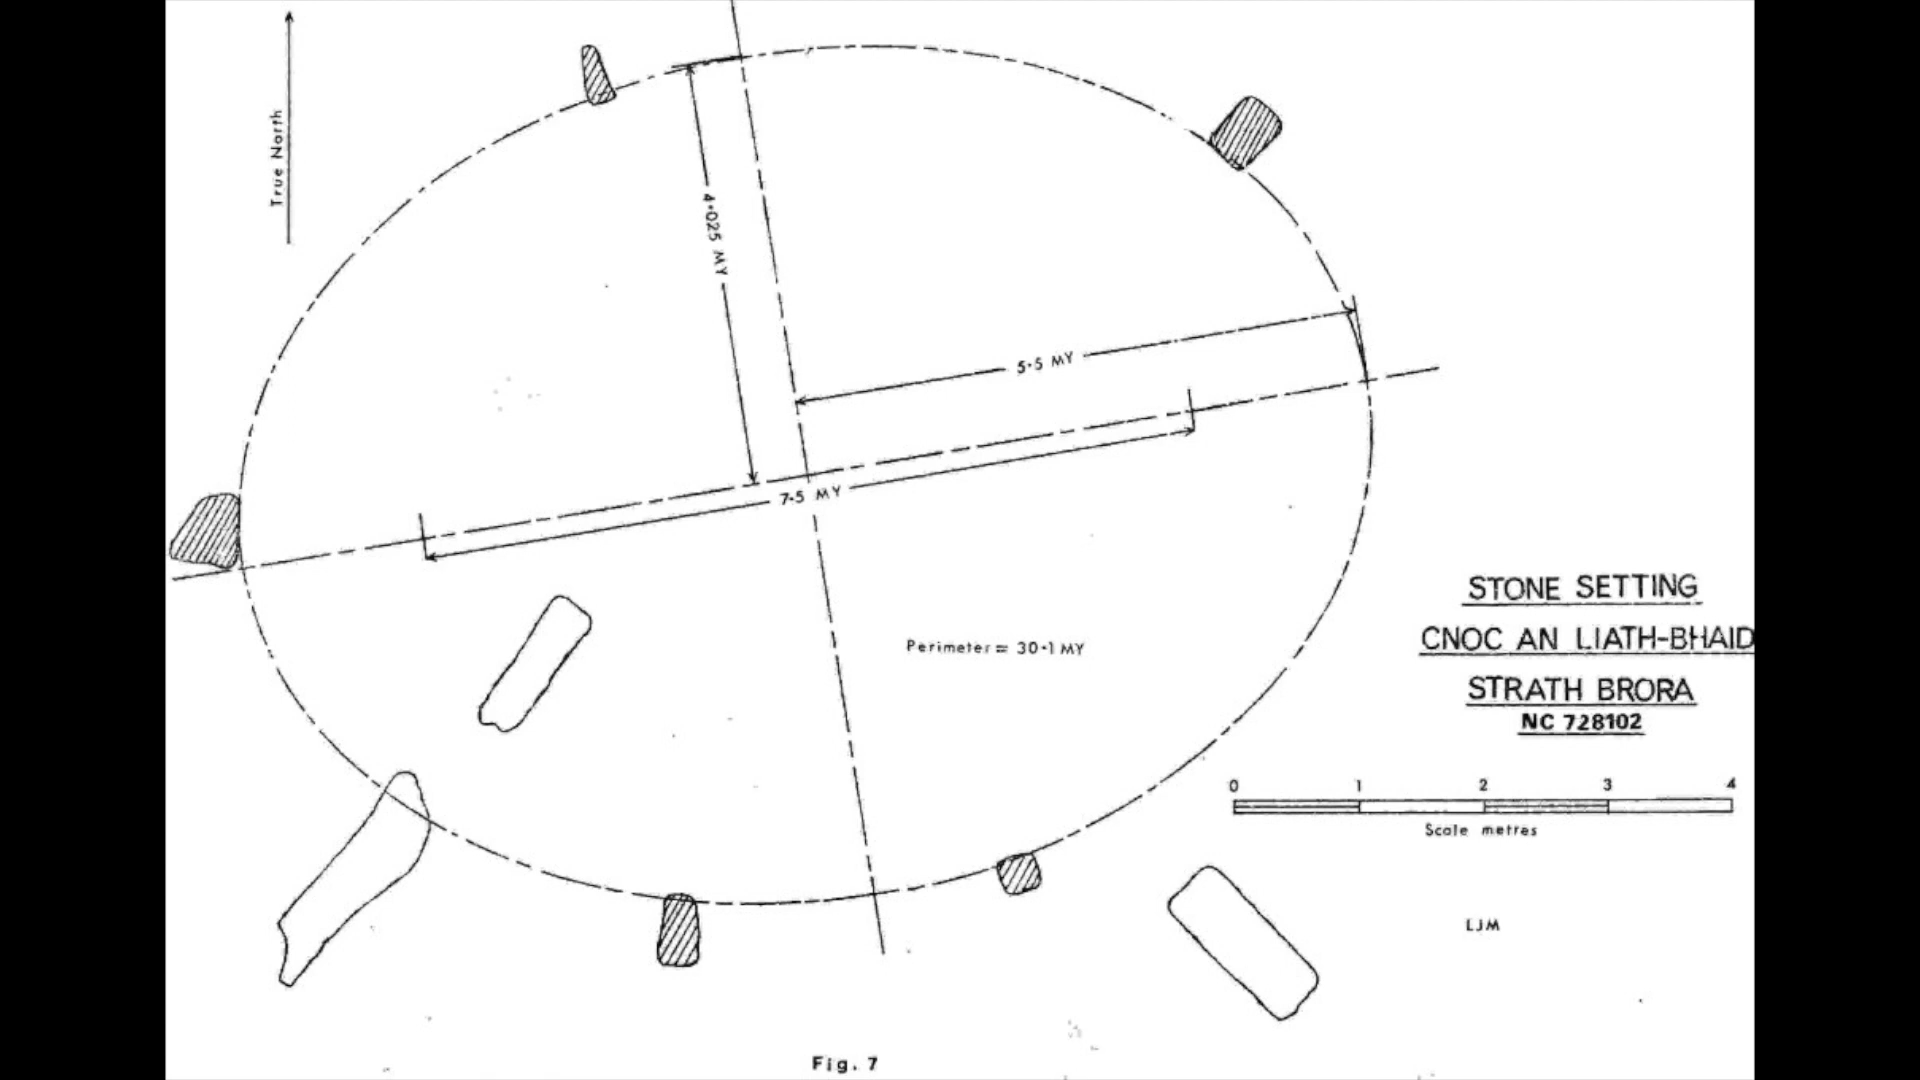 True North
4·025 MY
5·5 MY
7·5 MY
Perimeter = 30·1 MY
STONE SETTING
CNOC AN LIATH-BHAID
STRATH BRORA
NC 728102
0 1 2 3 4
Scale metres
LJM
Fig. 7